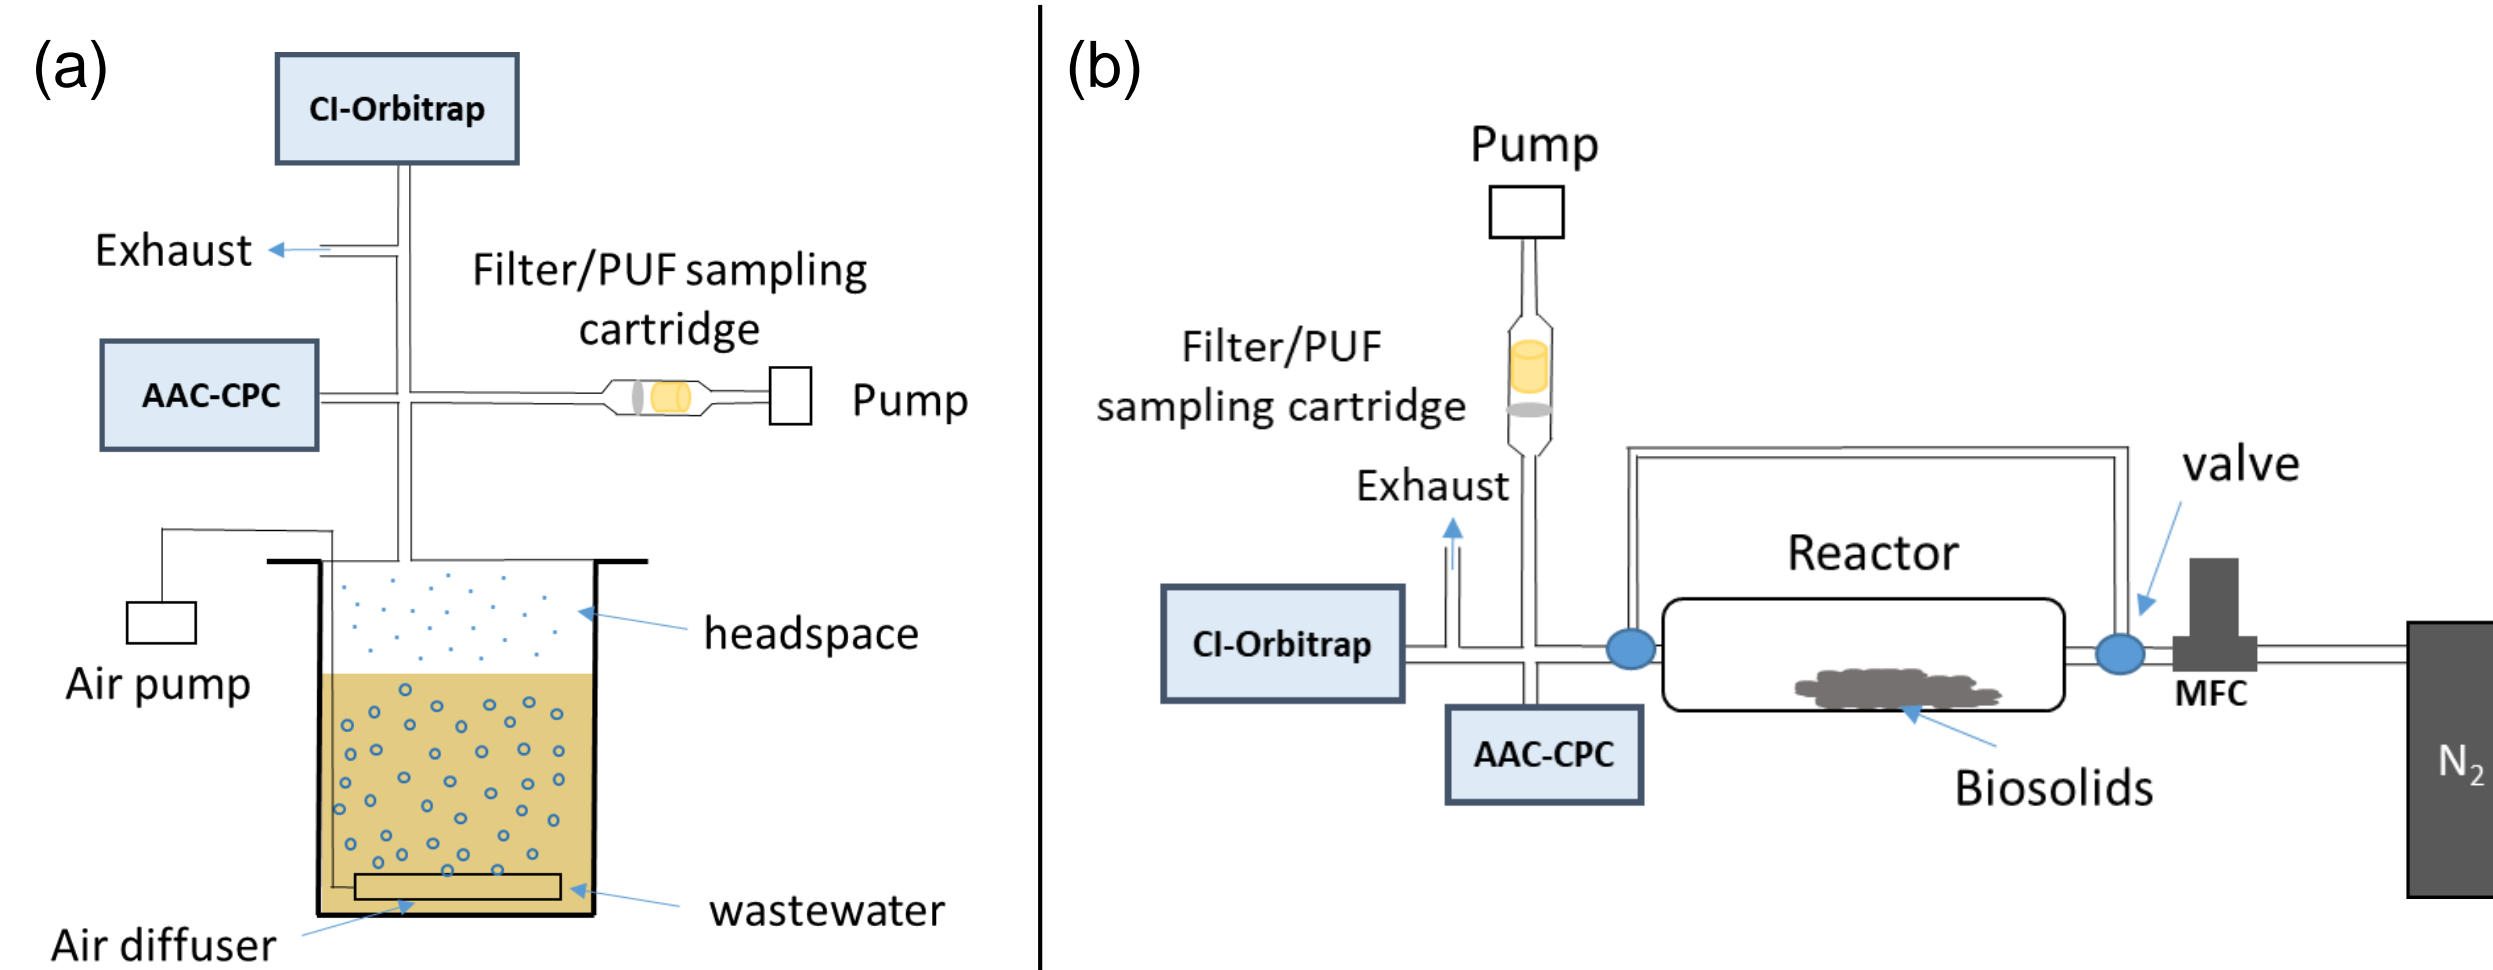 (a)
CI-Orbitrap
Exhaust
Filter/PUF sampling
cartridge
AAC-CPC
Pump
Air pump
headspace
wastewater
Air diffuser
(b)
Pump
Filter/PUF
sampling cartridge
Exhaust
valve
Reactor
CI-Orbitrap
MFC
AAC-CPC
Biosolids
N₂